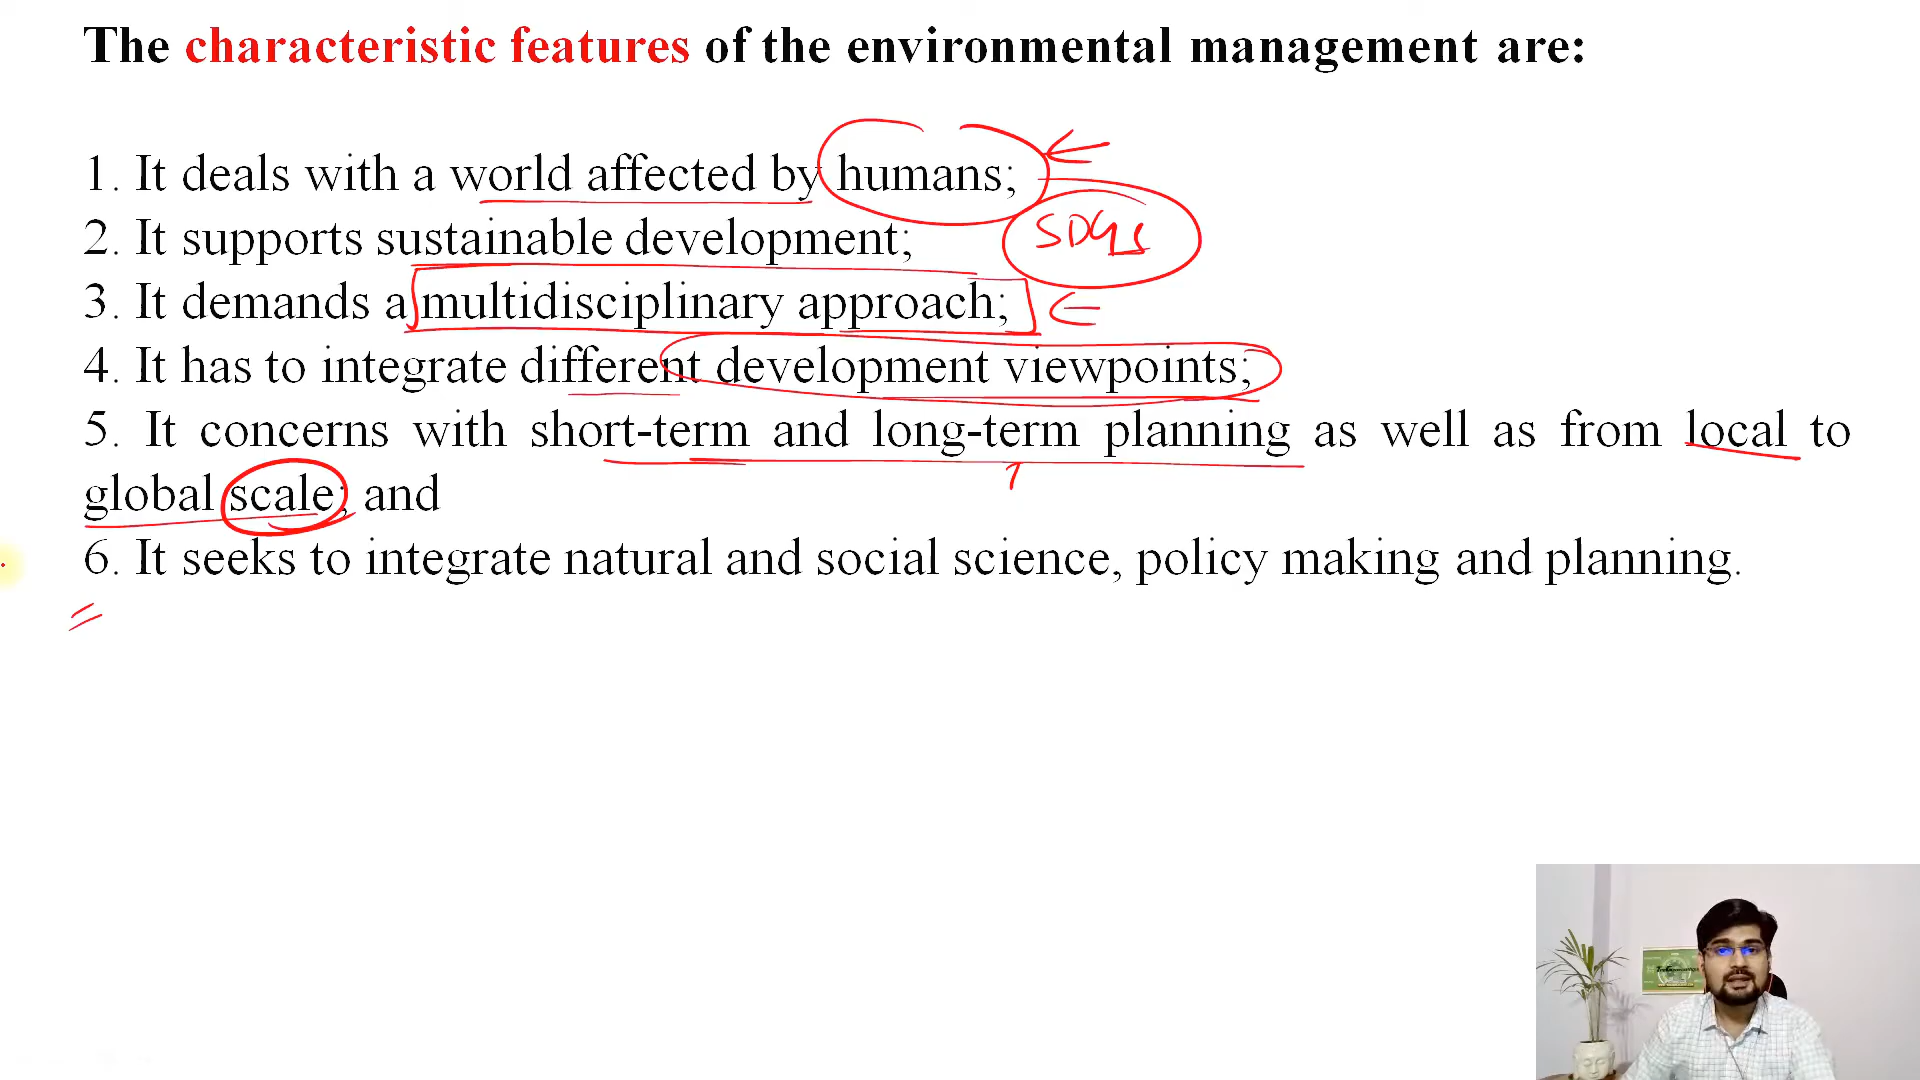 The characteristic features of the environmental management are:
1. It deals with a world affected by humans;
2. It supports sustainable development;
SDGs
3. It demands a multidisciplinary approach;
4. It has to integrate different development viewpoints;
5. It concerns with short-term and long-term planning as well as from local to
global scale; and
6. It seeks to integrate natural and social science, policy making and planning.